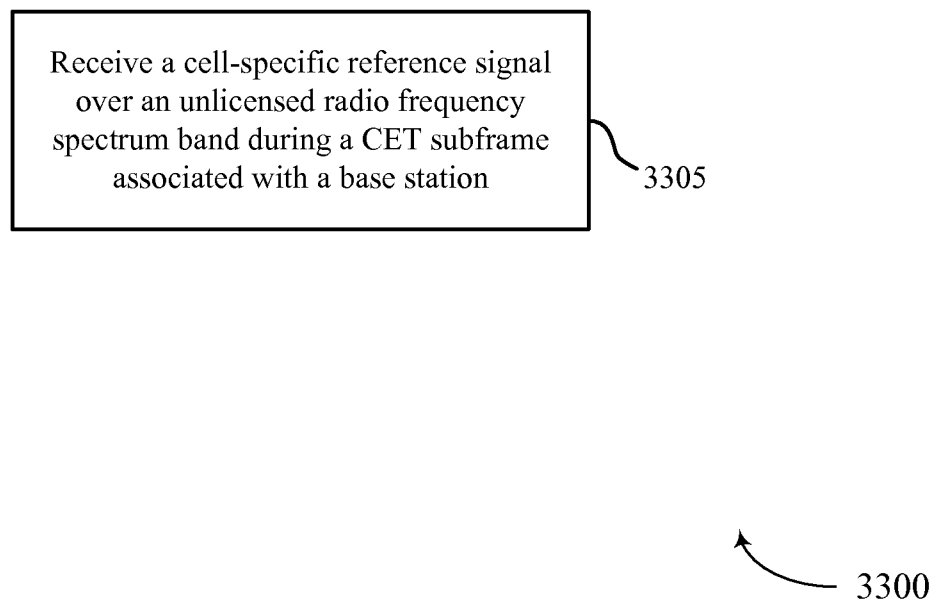 Receive a cell-specific reference signal
over an unlicensed radio frequency
spectrum band during a CET subframe
associated with a base station
3305
3300